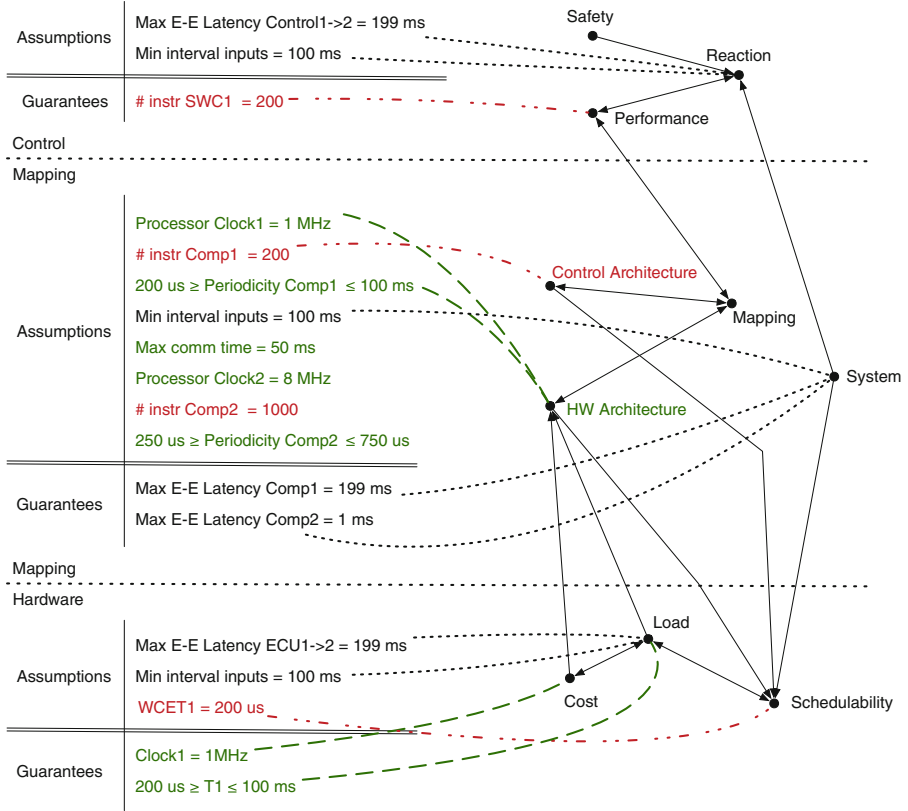 Safety
Max E-E Latency Control1->2 = 199 ms
Assumptions
Min interval inputs = 100 ms
Reaction
Guarantees
# instr SWC1 = 200
Performance
Control
Mapping
Processor Clock1 = 1 MHz
# instr Comp1 = 200
Control Architecture
200 us ≥ Periodicity Comp1 ≤ 100 ms
Min interval inputs = 100 ms
Mapping
Assumptions
Max comm time = 50 ms
Processor Clock2 = 8 MHz
System
# instr Comp2 = 1000
HW Architecture
250 us ≥ Periodicity Comp2 ≤ 750 us
Max E-E Latency Comp1 = 199 ms
Guarantees
Max E-E Latency Comp2 = 1 ms
Mapping
Hardware
Load
Max E-E Latency ECU1->2 = 199 ms
Assumptions
Min interval inputs = 100 ms
Cost
Schedulability
WCET1 = 200 us
Clock1 = 1MHz
Guarantees
200 us ≥ T1 ≤ 100 ms